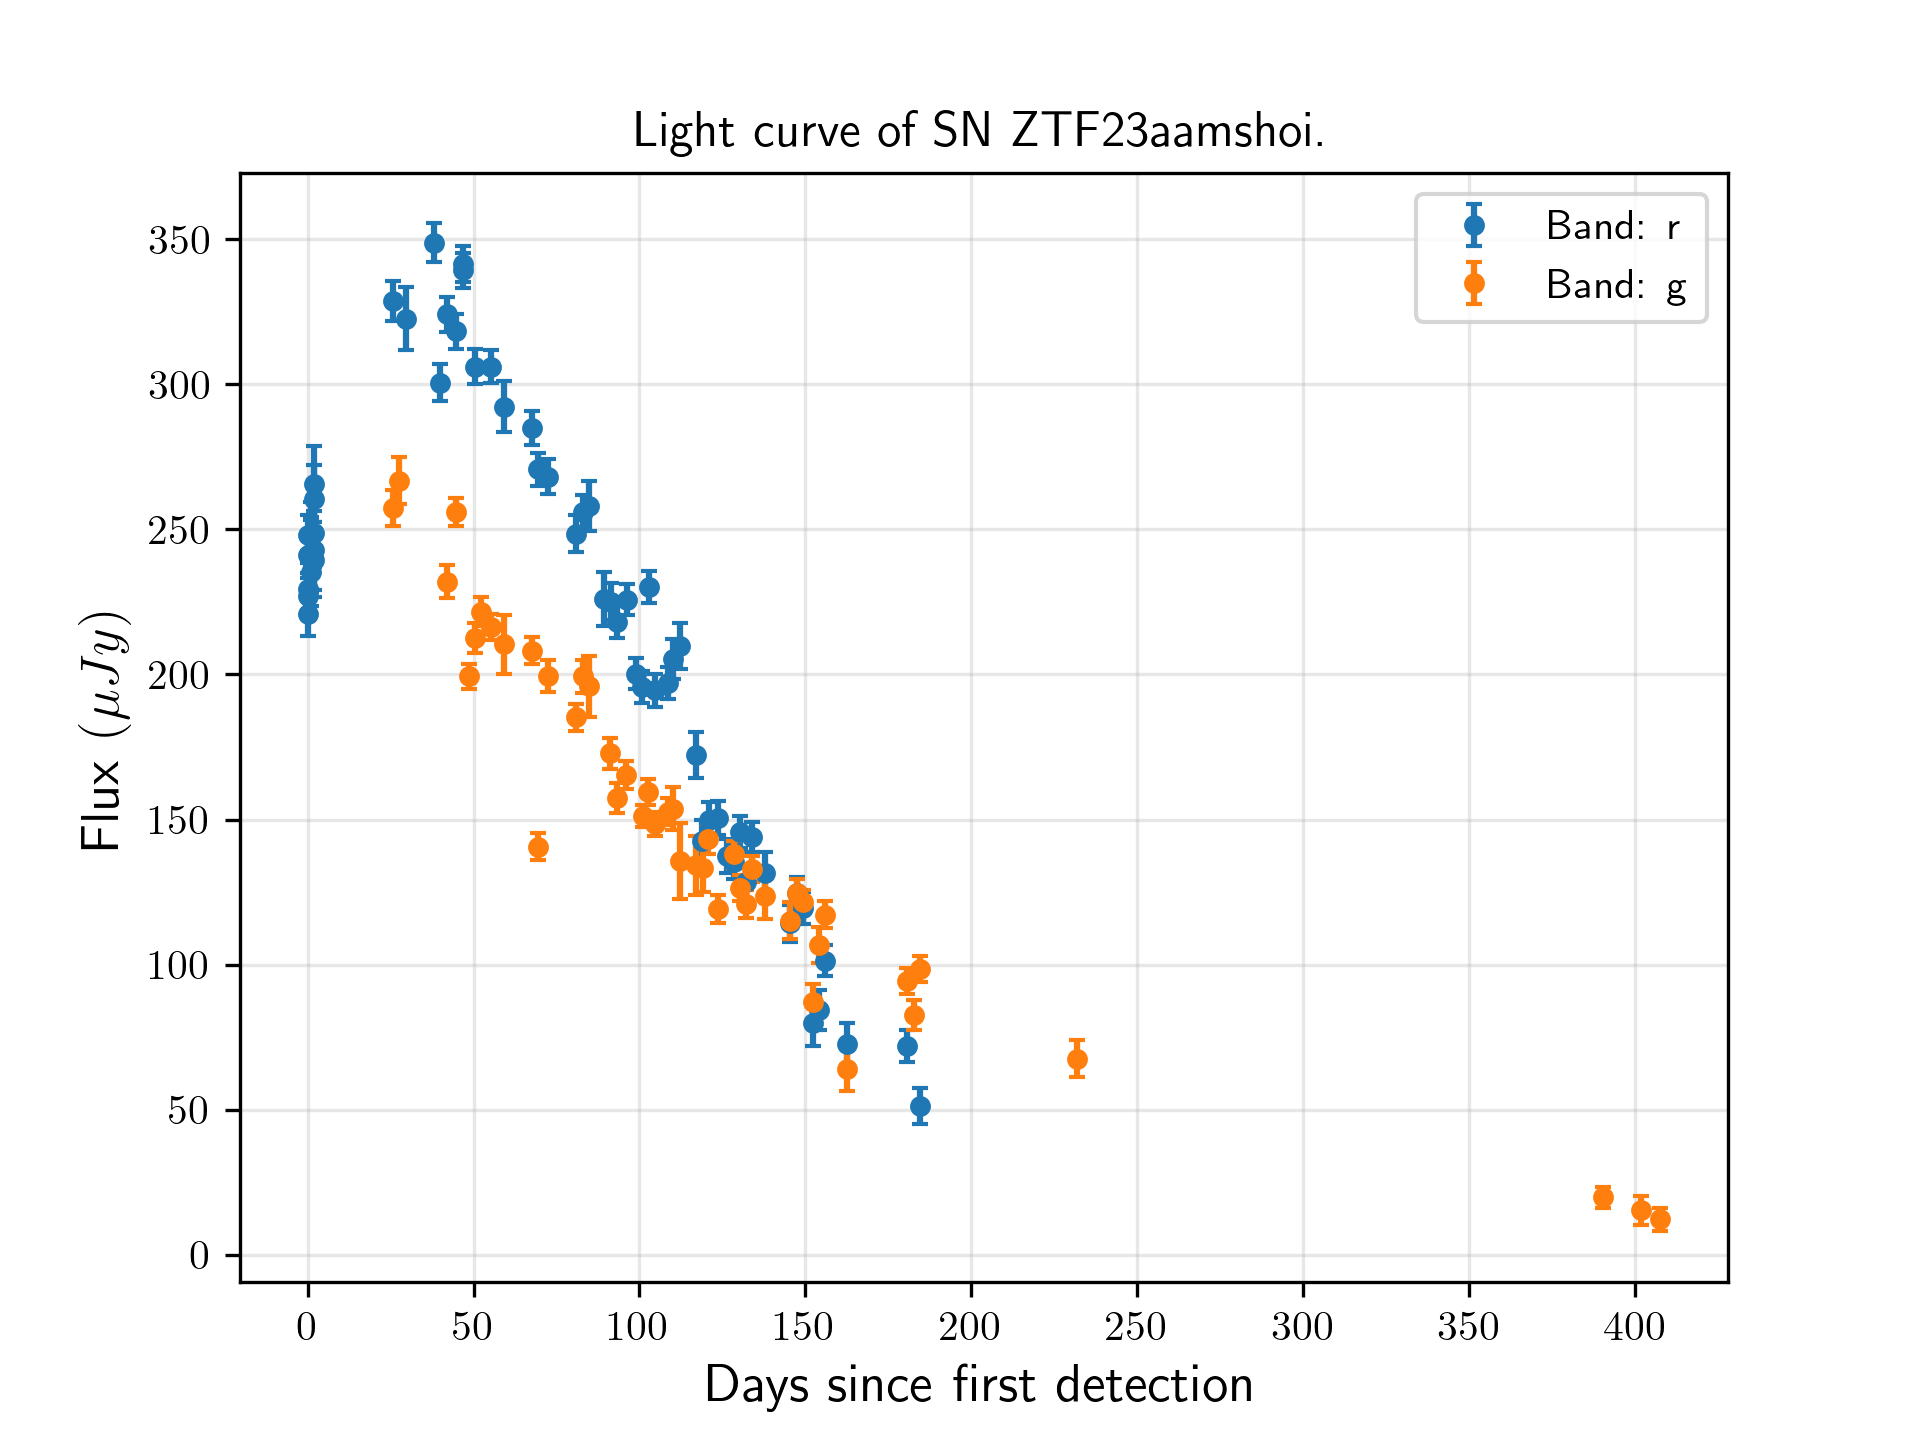 Light curve of SN ZTF23aamshoi.
Band: r
Band: g
Flux (μJy)
350
300
250
200
150
100
50
0
0 50 100 150 200 250 300 350 400
Days since first detection